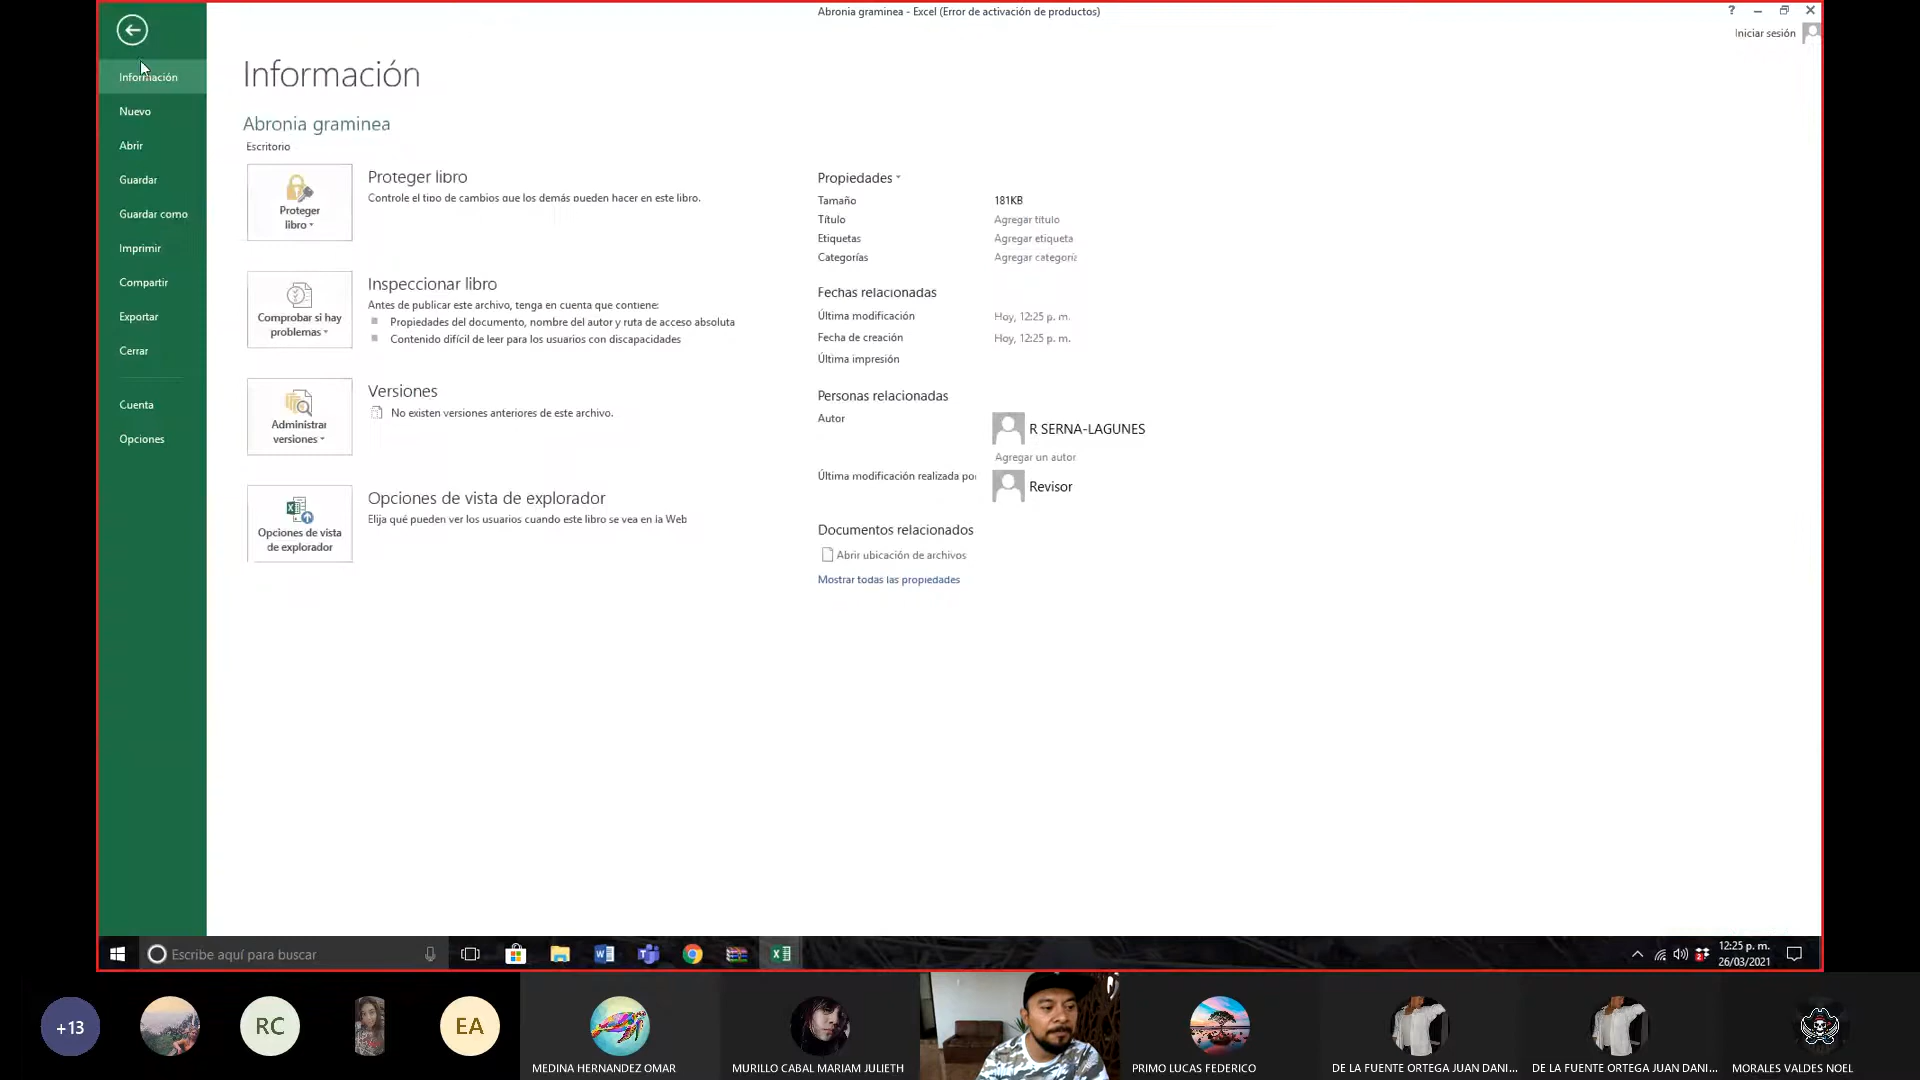 Abronia graminea - Excel (Error de activación de productos)
?
Iniciar sesión
Información
Nuevo
Abrir
Guardar
Guardar como
Imprimir
Compartir
Exportar
Cerrar
Cuenta
Opciones
Información
Abronia graminea
Escritorio
Proteger libro
Proteger libro
Controle el tipo de cambios que los demás pueden hacer en este libro.
Comprobar si hay problemas
Inspeccionar libro
Antes de publicar este archivo, tenga en cuenta que contiene:
Propiedades del documento, nombre del autor y ruta de acceso absoluta
Contenido difícil de leer para los usuarios con discapacidades
Administrar versiones
Versiones
No existen versiones anteriores de este archivo.
Opciones de vista de explorador
Opciones de vista de explorador
Elija qué pueden ver los usuarios cuando este libro se vea en la Web
Propiedades
Tamaño 181KB
Título Agregar título
Etiquetas Agregar etiqueta
Categorías Agregar categoría
Fechas relacionadas
Última modificación Hoy, 12:25 p. m.
Fecha de creación Hoy, 12:25 p. m.
Última impresión
Personas relacionadas
Autor R SERNA-LAGUNES
Agregar un autor
Última modificación realizada por Revisor
Documentos relacionados
Abrir ubicación de archivos
Mostrar todas las propiedades
Escribe aquí para buscar
12:25 p. m.
26/03/2021
+13
RC
EA
MEDINA HERNANDEZ OMAR
MURILLO CABAL MARIAM JULIETH
PRIMO LUCAS FEDERICO
DE LA FUENTE ORTEGA JUAN DANI...
DE LA FUENTE ORTEGA JUAN DANI...
MORALES VALDES NOEL